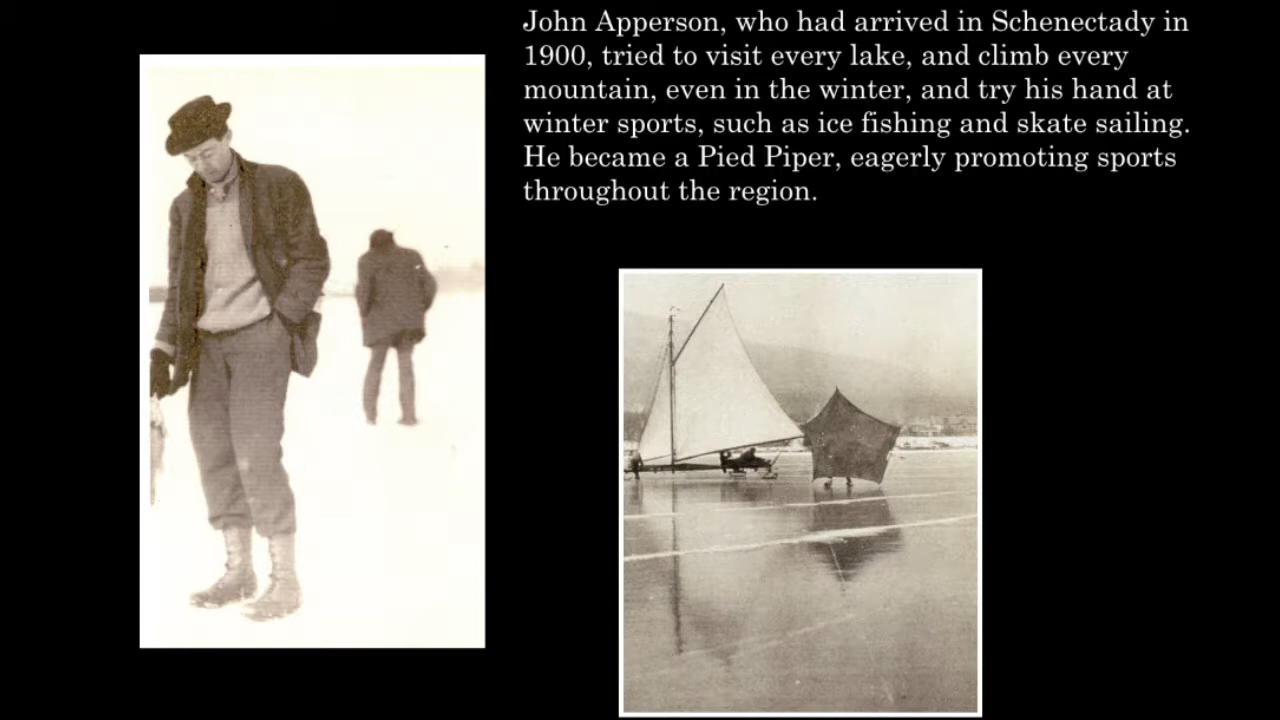 John Apperson, who had arrived in Schenectady in
1900, tried to visit every lake, and climb every
mountain, even in the winter, and try his hand at
winter sports, such as ice fishing and skate sailing.
He became a Pied Piper, eagerly promoting sports
throughout the region.